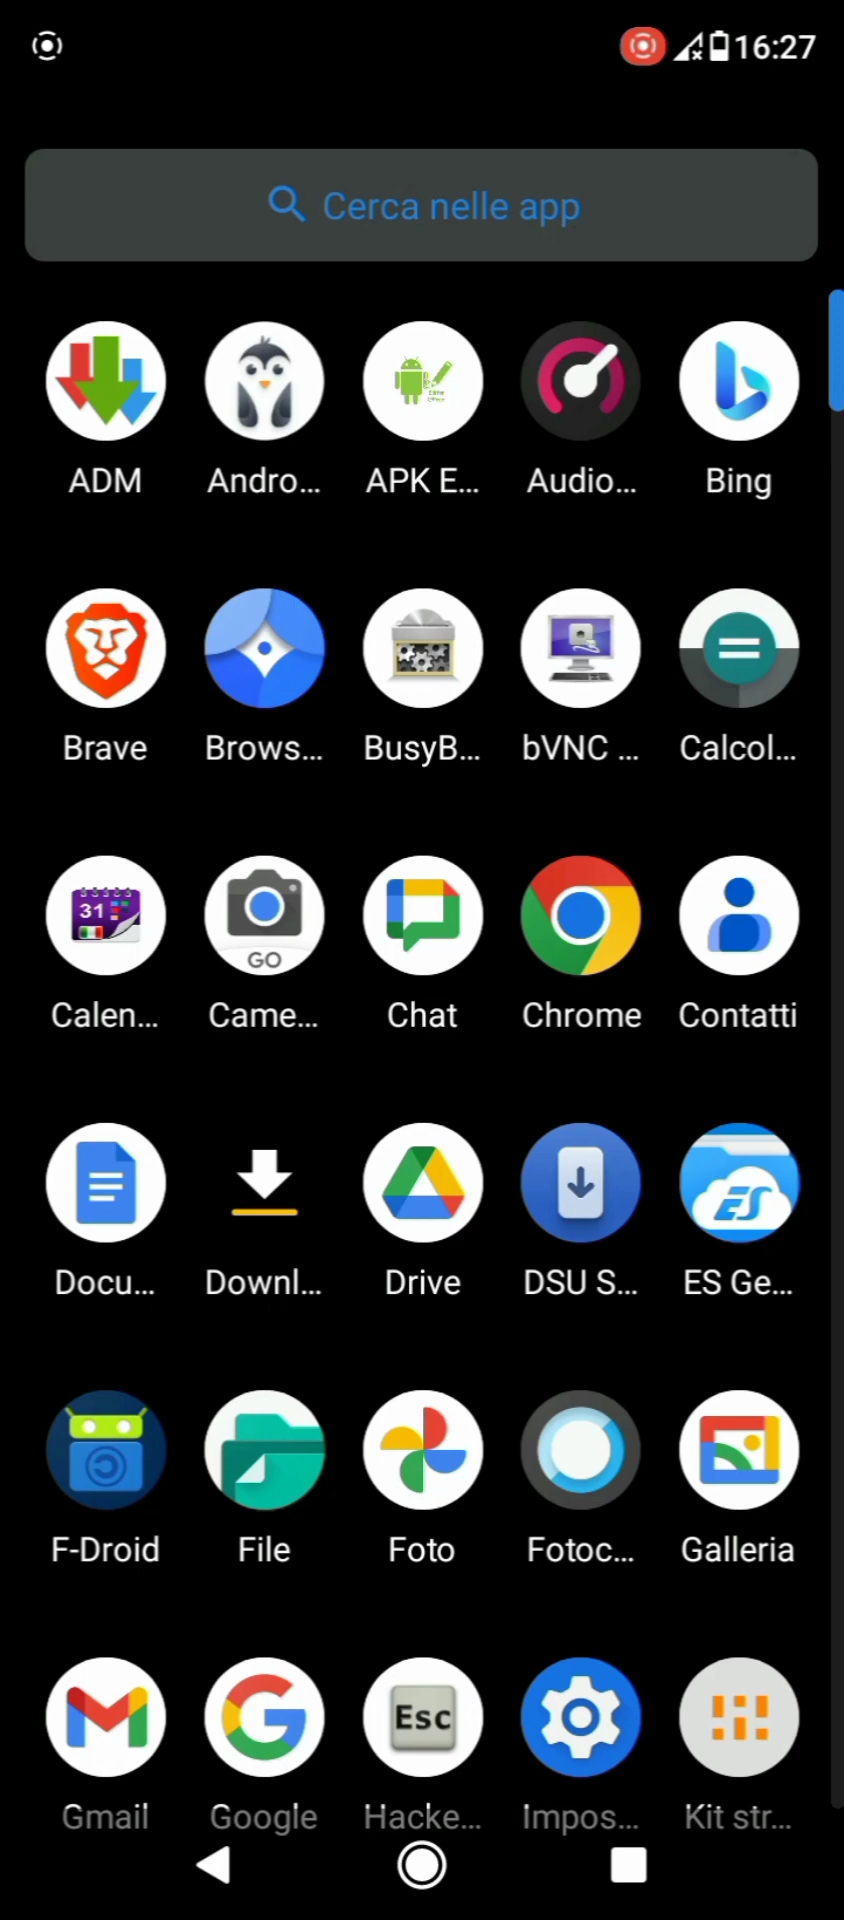 16:27
Cerca nelle app
ADM Andro... APK E... Audio... Bing
Brave Brows... BusyB... bVNC ... Calcol...
31
GO
Calen... Came... Chat Chrome Contatti
ES
Docu... Downl... Drive DSU S... ES Ge...
F-Droid File Foto Fotoc... Galleria
Esc
Gmail Google Hacke... Impos... Kit str...